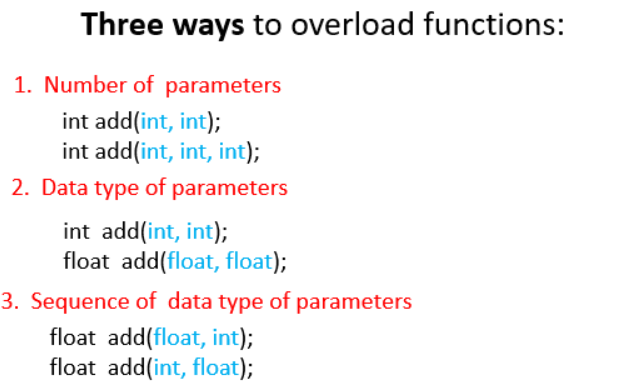 Three ways to overload functions:
1. Number of parameters
int add(int, int);
int add(int, int, int);
2. Data type of parameters
int add(int, int);
float add(float, float);
3. Sequence of data type of parameters
float add(float, int);
float add(int, float);